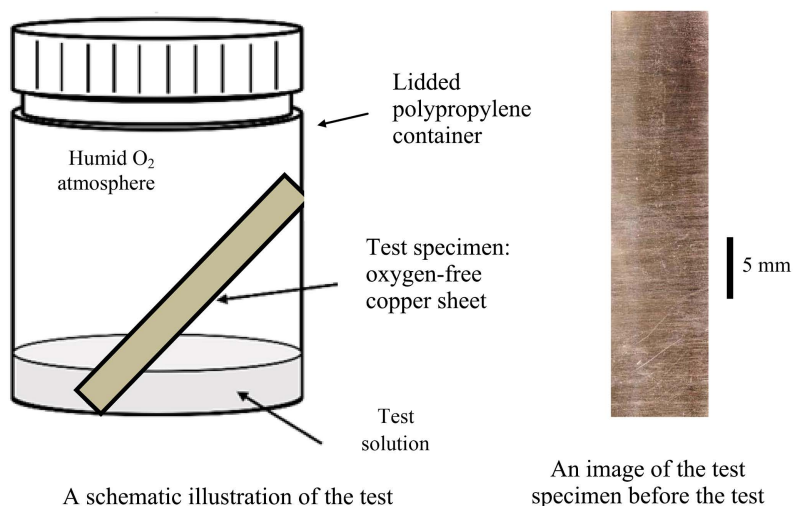 Lidded
polypropylene
container
Humid O₂
atmosphere
Test specimen:
oxygen-free
copper sheet
5 mm
Test
solution
A schematic illustration of the test
An image of the test
specimen before the test